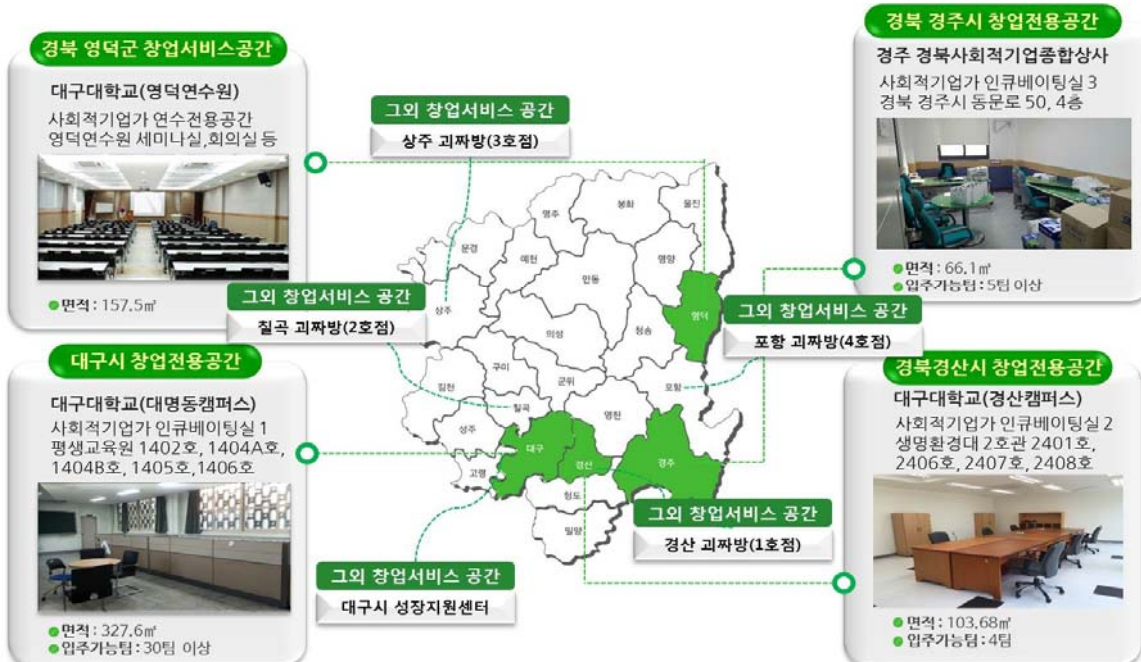 경북 영덕군 창업서비스공간
대구대학교(영덕연수원)
사회적기업가 연수전용공간
영덕연수원 세미나실,회의실 등
면적 : 157.5㎡
경북 경주시 창업전용공간
경주 경북사회적기업종합상사
사회적기업가 인큐베이팅실 3
경북 경주시 동문로 50, 4층
면적 : 66.1㎡
입주가능팀 : 5팀 이상
그외 창업서비스 공간
상주 괴짜방(3호점)
그외 창업서비스 공간
칠곡 괴짜방(2호점)
그외 창업서비스 공간
포항 괴짜방(4호점)
울진
봉화
영주
문경
예천
안동
영양
상주
영덕
의성
청송
구미
군위
김천
포항
칠곡
영천
성주
대구
경산
경주
고령
청도
밀양
대구시 창업전용공간
대구대학교(대명동캠퍼스)
사회적기업가 인큐베이팅실 1
평생교육원 1402호, 1404A호,
1404B호, 1405호,1406호
면적 : 327.6㎡
입주가능팀 : 30팀 이상
경북경산시 창업전용공간
대구대학교(경산캠퍼스)
사회적기업가 인큐베이팅실 2
생명환경대 2호관 2401호,
2406호, 2407호, 2408호
면적 : 103.68㎡
입주가능팀 : 4팀
그외 창업서비스 공간
경산 괴짜방(1호점)
그외 창업서비스 공간
대구시 성장지원센터